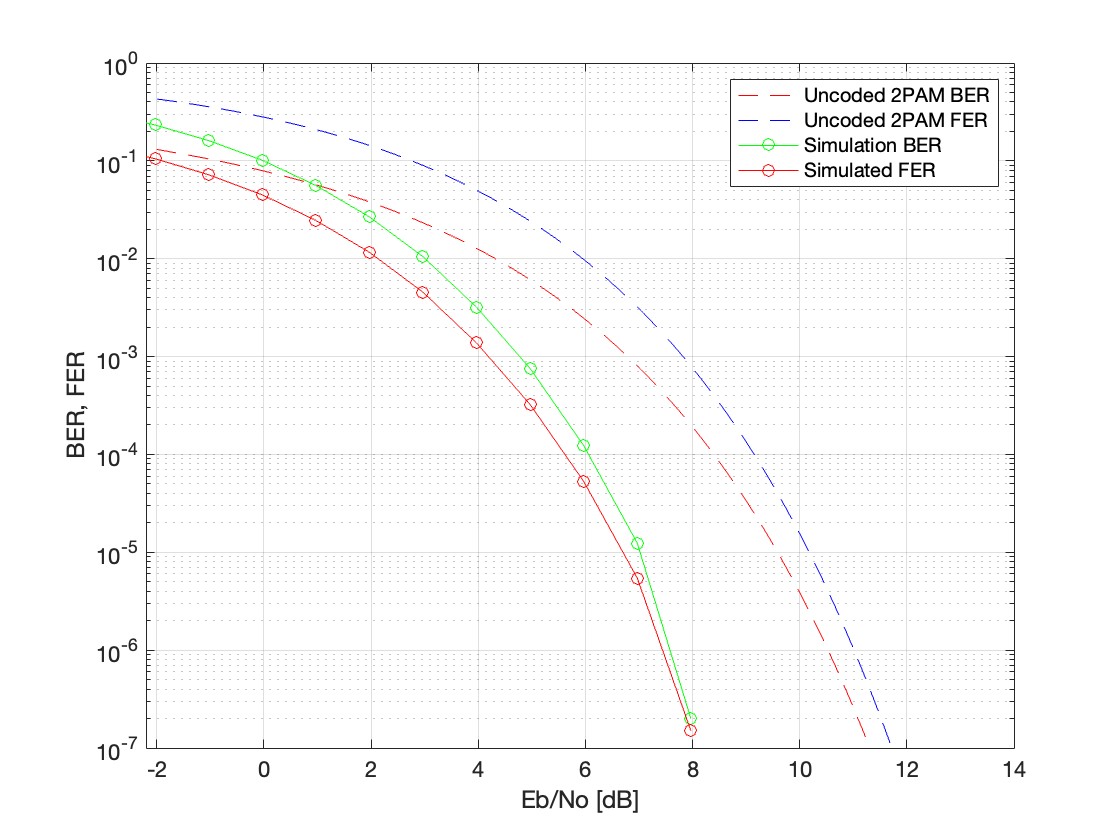 10^0
10^-1
10^-2
10^-3
10^-4
10^-5
10^-6
10^-7
BER, FER
-2 0 2 4 6 8 10 12 14
Eb/No [dB]
Uncoded 2PAM BER
Uncoded 2PAM FER
Simulation BER
Simulated FER